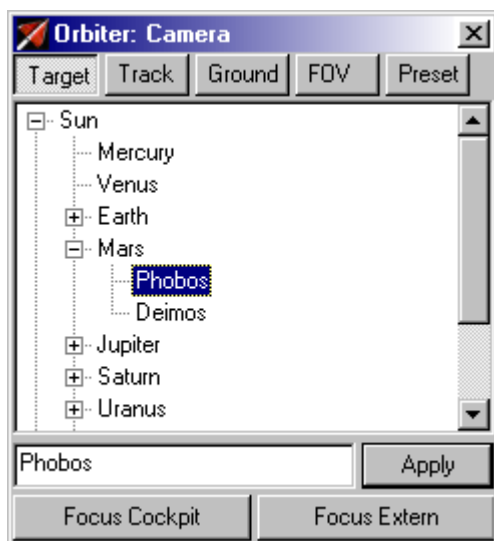 Orbiter: Camera
Target Track Ground FOV Preset
Sun
Mercury
Venus
Earth
Mars
Phobos
Deimos
Jupiter
Saturn
Uranus
Phobos Apply
Focus Cockpit Focus Extern